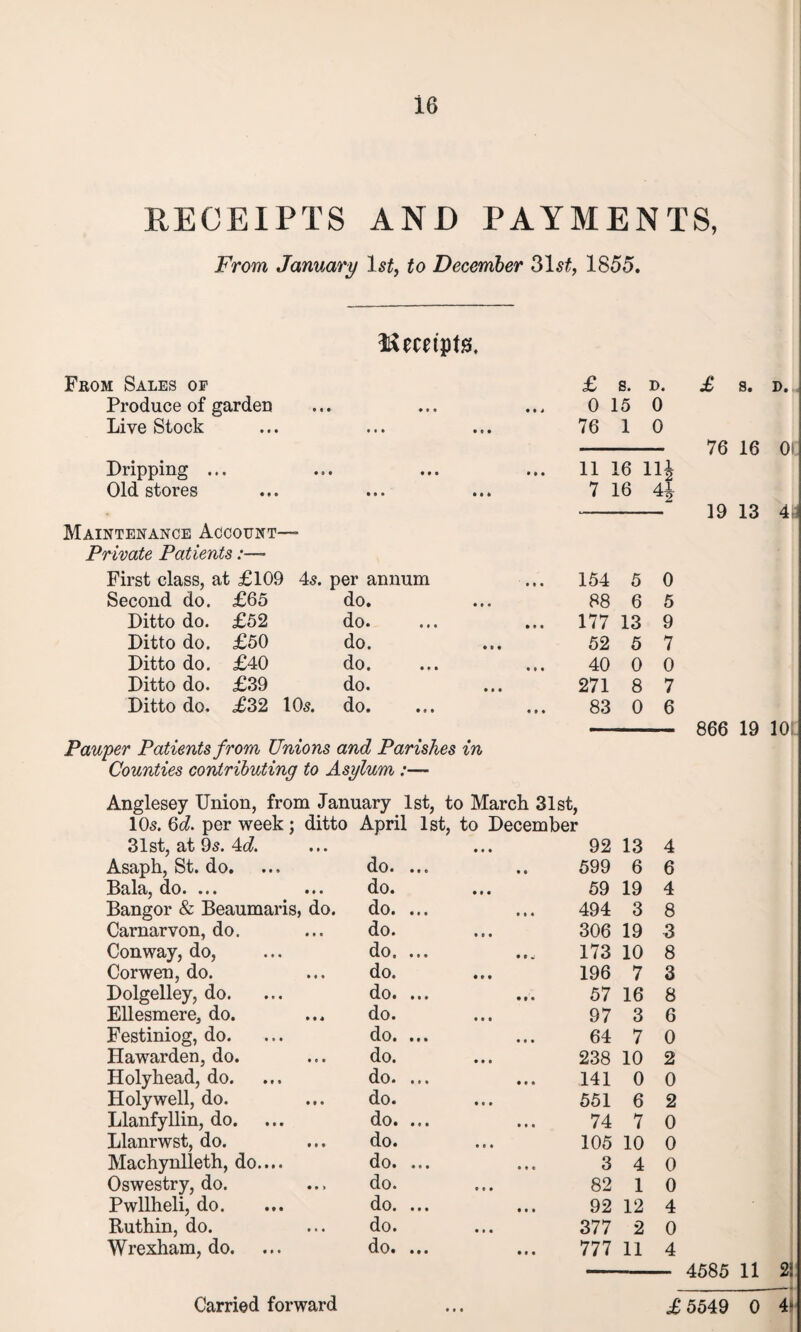 16
RECEIPTS AND PAYMENTS,
From January 1st, to December 31st, 1855.
Receipts.
From Sales of £ s. d. £ s. d.
Produce of garden ... ... ... 0 15 0
Live Stock ... ... ... 76 1 0
76 16 0
Dripping ... ... ... ... 11 16 11½
Old stores ... ... ... 7 16 4½
19 13 4
Maintenance Account—
Private Patients:—
First class, at £109 4s. per annum ... 154 5 0
Second do. £65 do. ... 88 6 5
Ditto do. £52 do. ... ... 177 13 9
Ditto do. £50 do. ... 52 5 7
Ditto do. £40 do. ... ... 40 0 0
Ditto do. £39 do. ... 271 8 7
Ditto do. £32 10s. do. ... ... 83 0 6
866 19 10
Pauper Patients from Unions and Parishes in
Counties contributing to Asylum:—
Anglesey Union, from January 1st, to March 31st,
10s. 6d. per week; ditto April 1st, to December
31st, at 9s. 4d. ... ... 92 13 4
Asaph, St. do. ... do. ... .. 599 6 6
Bala, do. ... ... do. ... 59 19 4
Bangor & Beaumaris, do. do. ... ... 494 3 8
Carnarvon, do. ... do. ... 306 19 3
Conway, do, ... do. ... ... 173 10 8
Corwen, do. ... do. ... 196 7 3
Dolgelley, do. ... do. ... ... 57 16 8
Ellesmere, do. ... do. ... 97 3 6
Festiniog, do. ... do. ... ... 64 7 0
Hawarden, do. ... do. ... 238 10 2
Holyhead, do. ... do. ... ... 141 0 0
Holywell, do. ... do. ... 551 6 2
Llanfyllin, do. ... do. ... ... 74 7 0
Llanrwst, do. ... do. ... 105 10 0
Machynlleth, do.... do. ... ... 3 4 0
Oswestry, do. ... do. ... 82 1 0
Pwllheli, do. ... do. ... ... 92 12 4
Ruthin, do. ... do. ... 377 2 0
Wrexham, do. ... do. ... ... 777 11 4
4585 11 2
Carried forward ... £5549 0 4